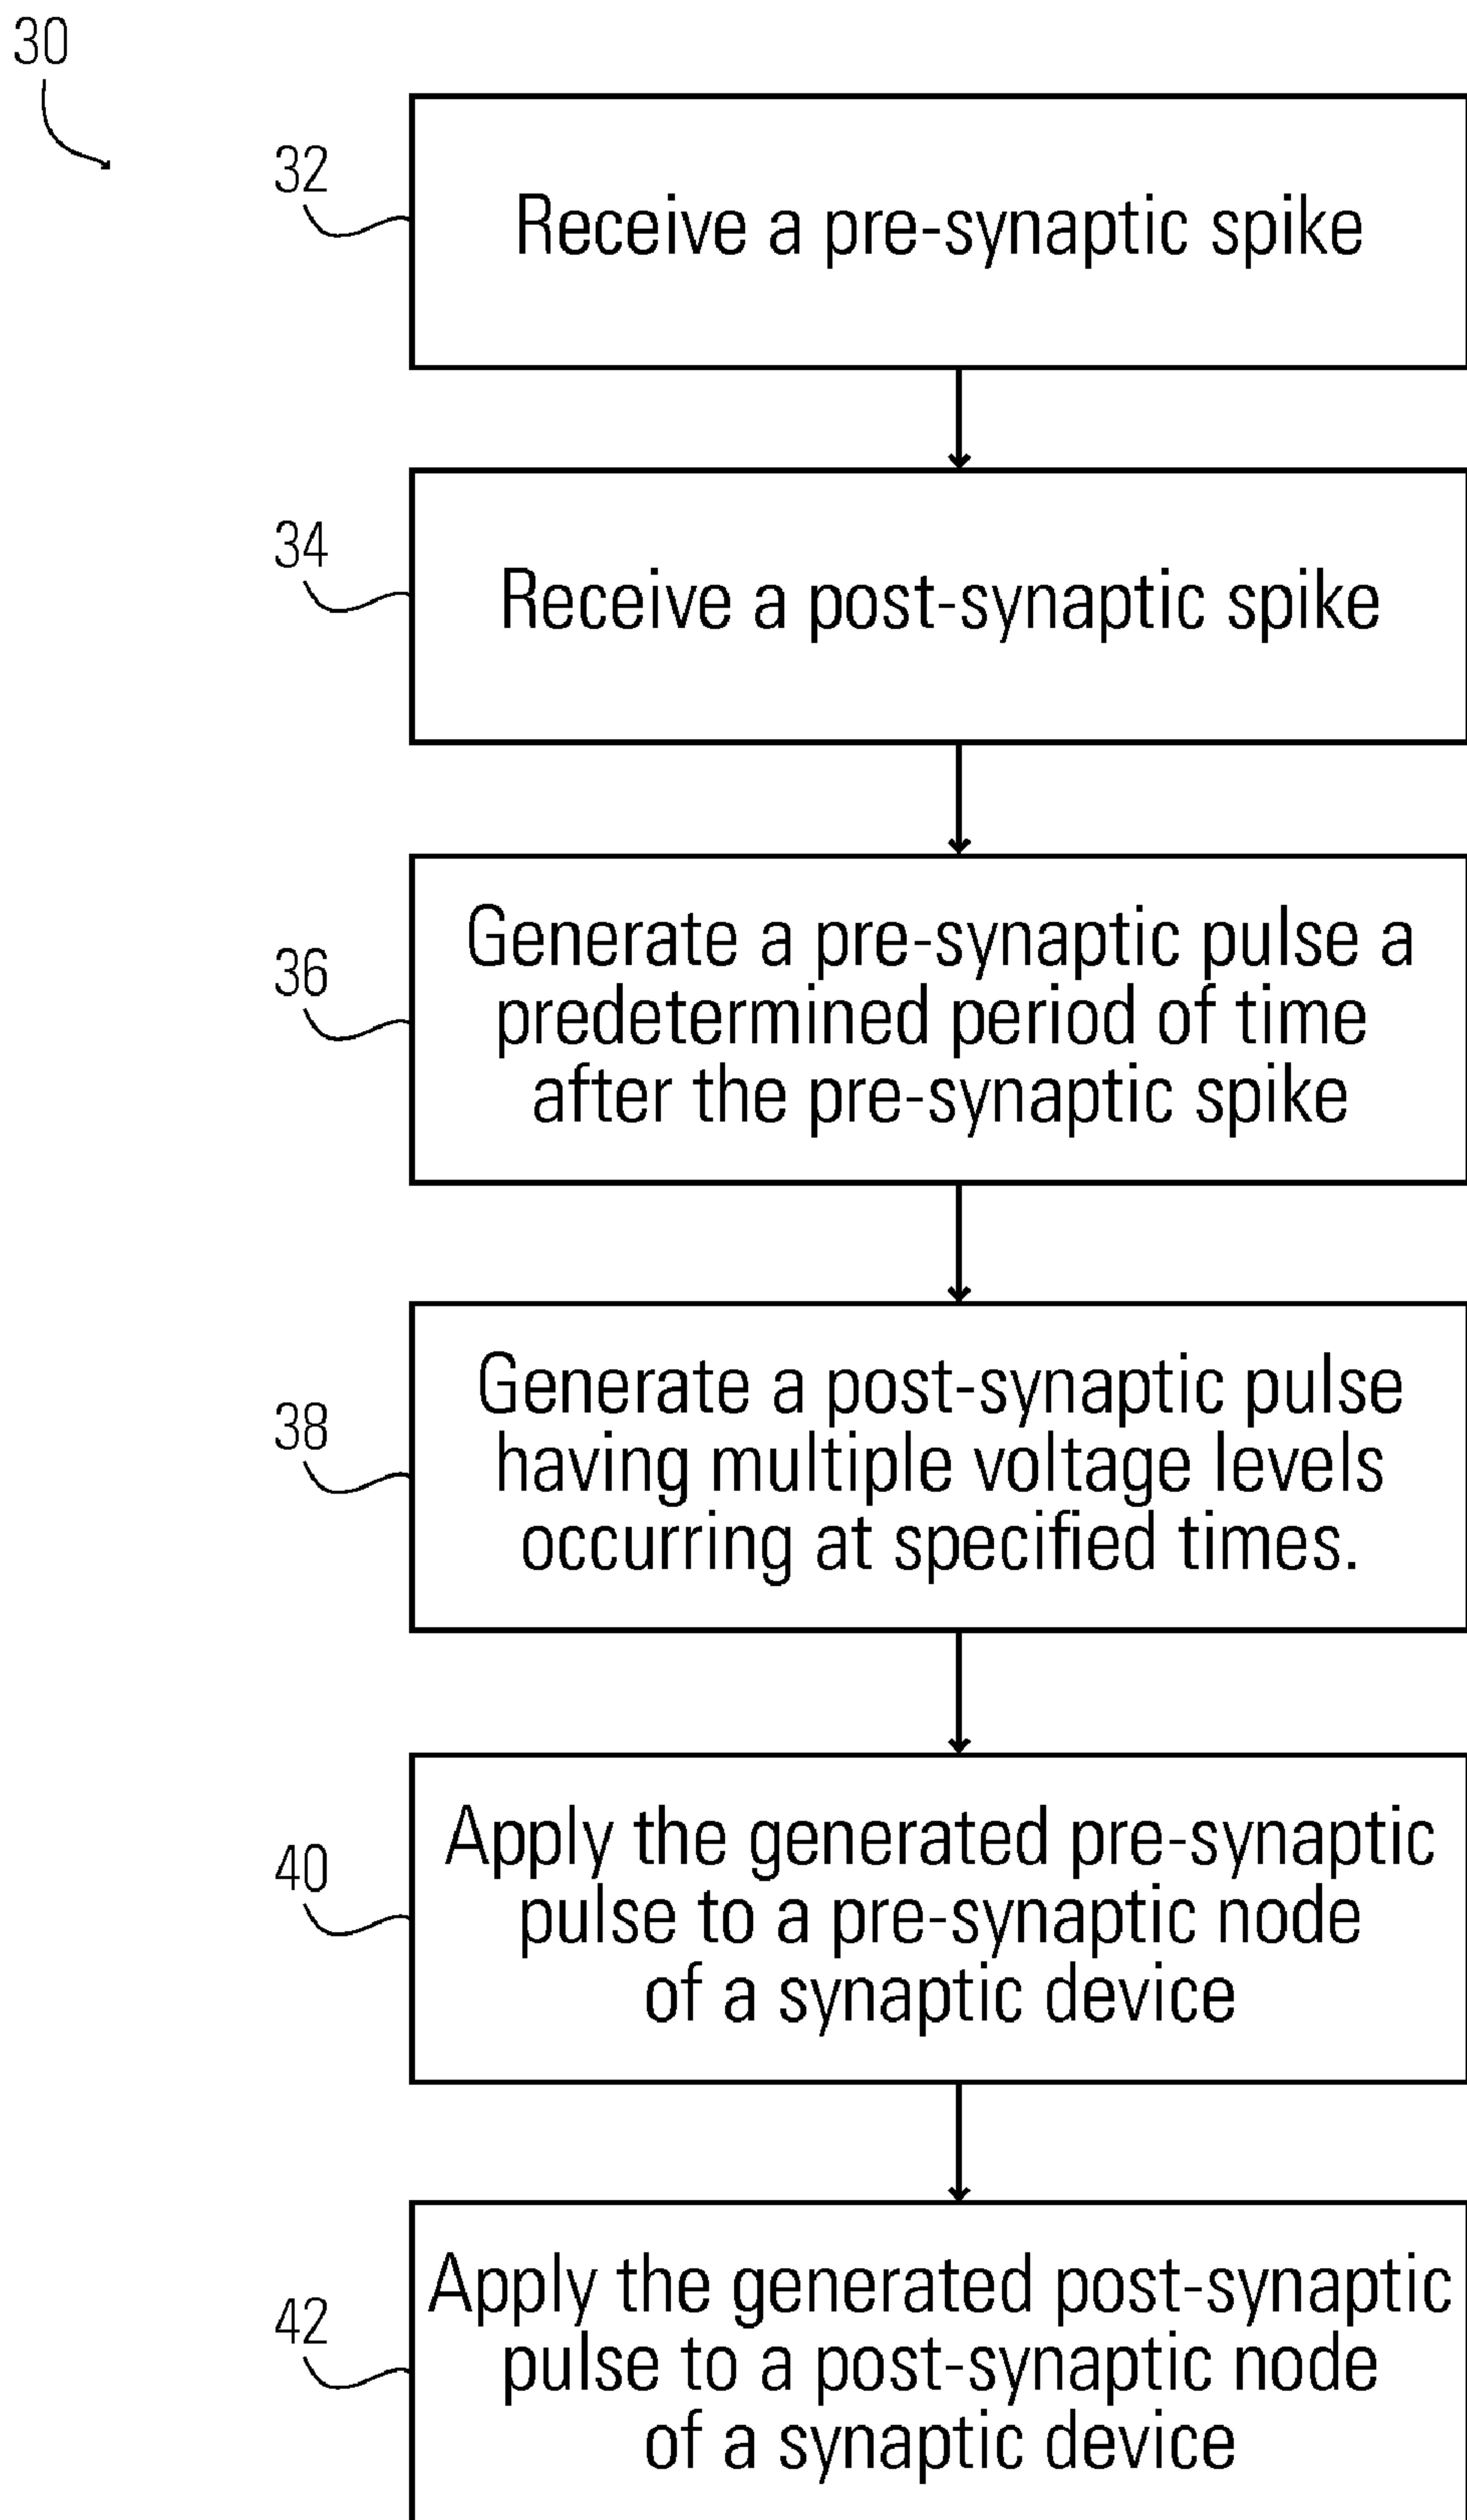 30
32
Receive a pre-synaptic spike
34
Receive a post-synaptic spike
36
Generate a pre-synaptic pulse a
predetermined period of time
after the pre-synaptic spike
38
Generate a post-synaptic pulse
having multiple voltage levels
occurring at specified times.
40
Apply the generated pre-synaptic
pulse to a pre-synaptic node
of a synaptic device
42
Apply the generated post-synaptic
pulse to a post-synaptic node
of a synaptic device